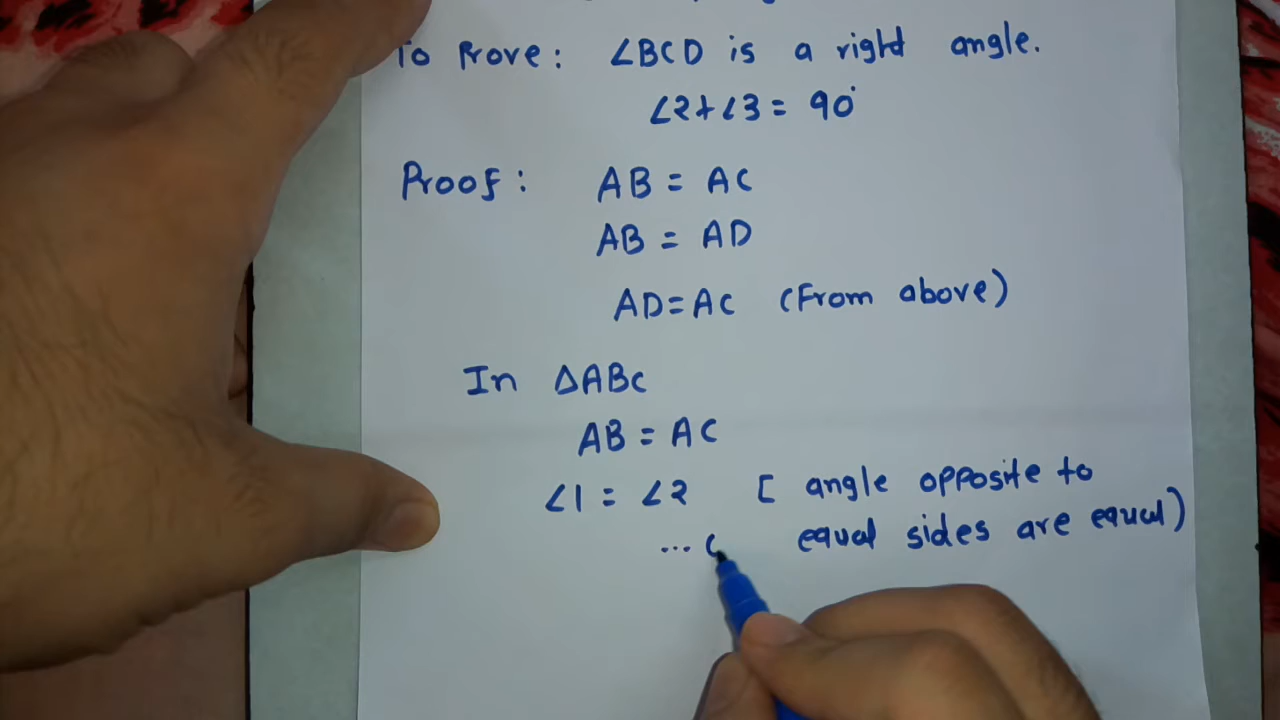 To Prove: ∠BCD is a right angle.
∠2+∠3 = 90°
Proof: AB = AC
AB = AD
AD=AC (From above)
In ΔABC
AB = AC
∠1 = ∠2 [ angle opposite to
... ( equal sides are equal)